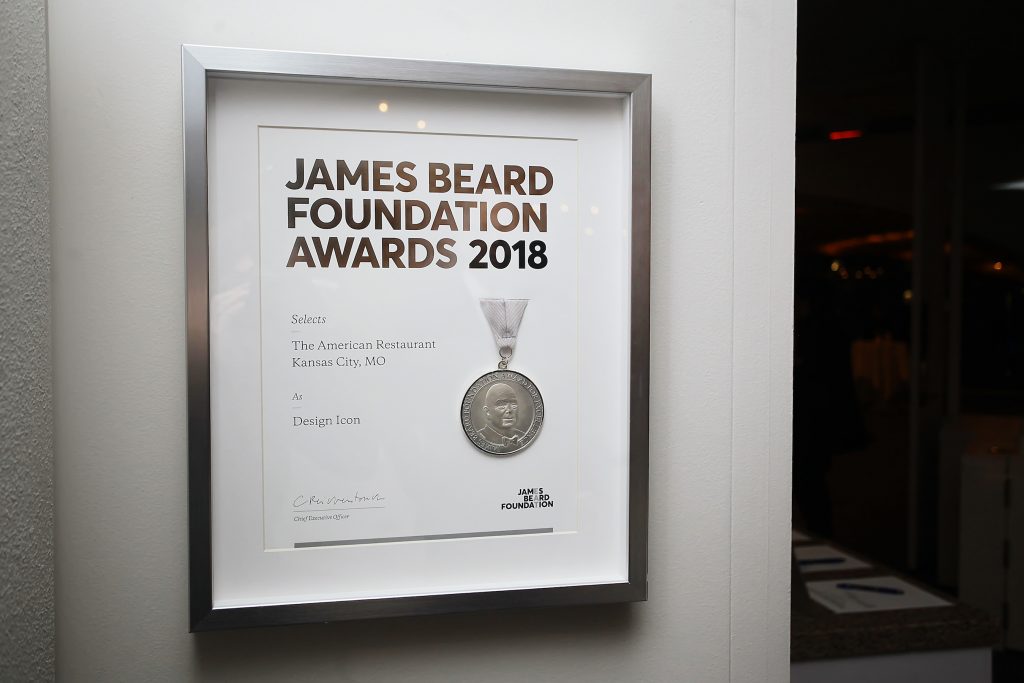 JAMES BEARD
FOUNDATION
AWARDS 2018
Selects
The American Restaurant
Kansas City, MO
As
Design Icon
Chief Executive Officer
JAMES
BEARD
FOUNDATION